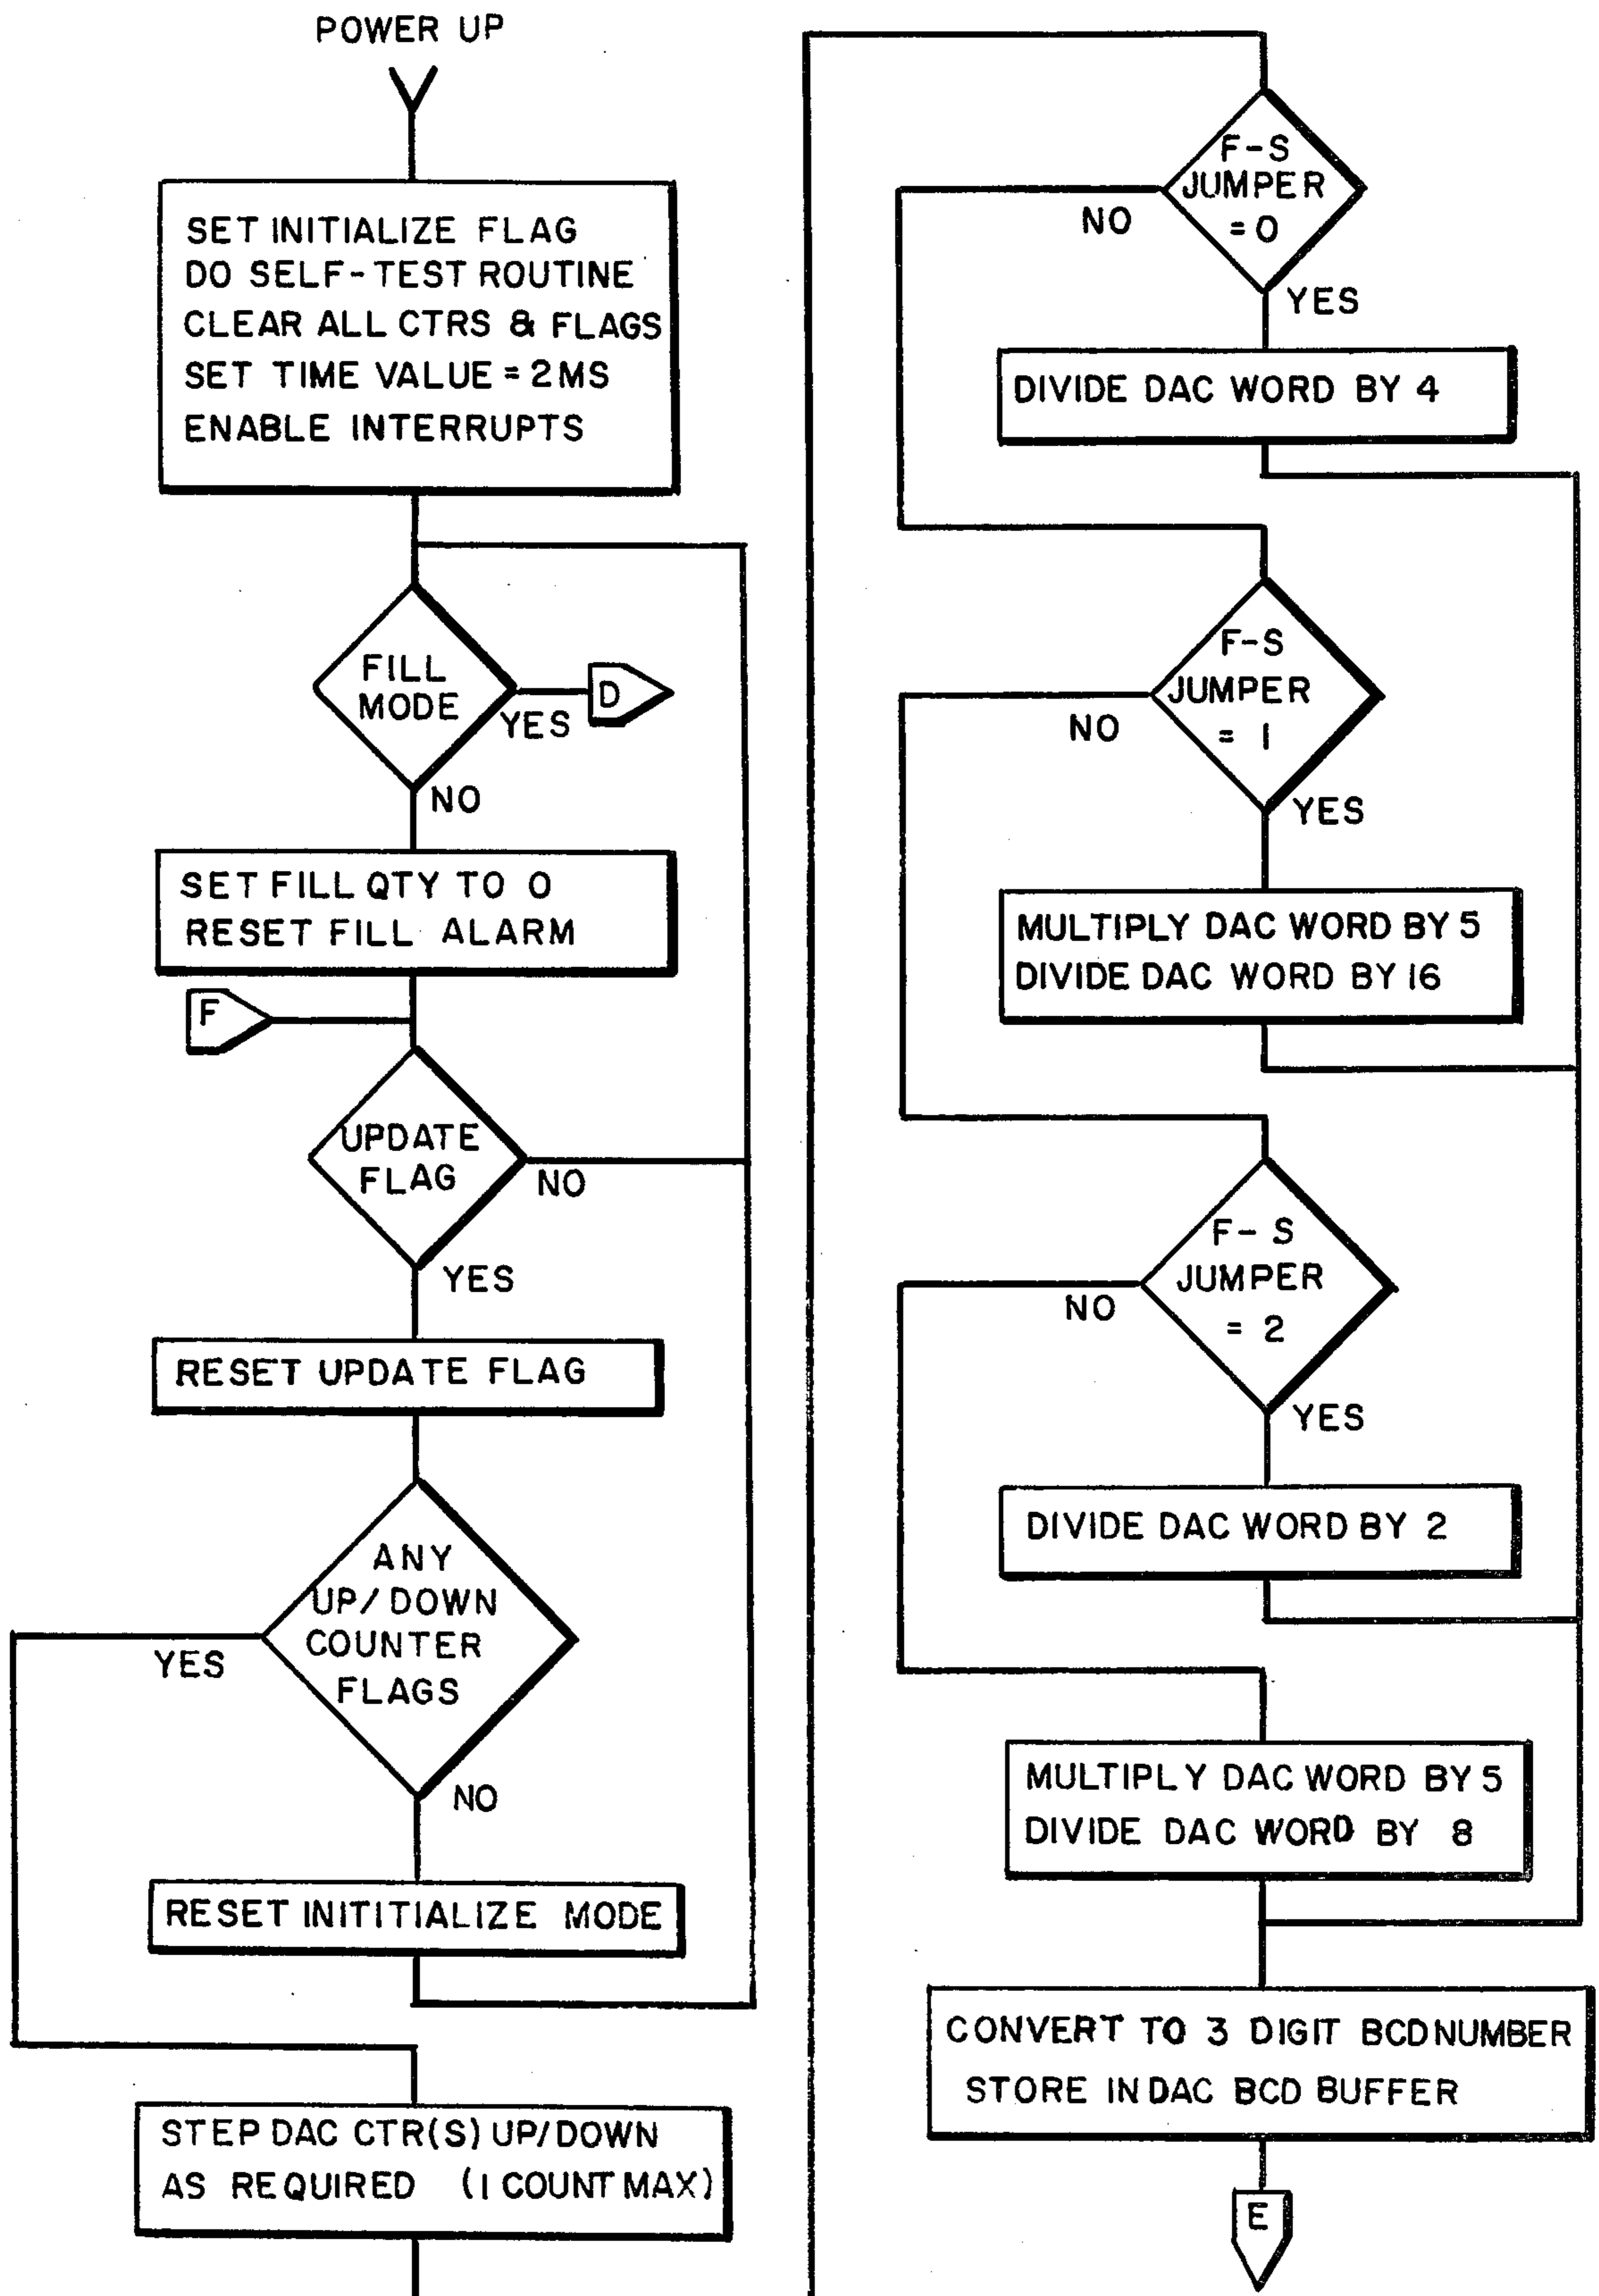 POWER UP
SET INITIALIZE FLAG
DO SELF-TEST ROUTINE
CLEAR ALL CTRS & FLAGS
SET TIME VALUE = 2MS
ENABLE INTERRUPTS
FILL
MODE
YES
D
NO
SET FILL QTY TO 0
RESET FILL ALARM
F
UPDATE
FLAG
NO
YES
RESET UPDATE FLAG
ANY
UP/DOWN
COUNTER
FLAGS
YES
NO
RESET INITITIALIZE MODE
STEP DAC CTR(S) UP/DOWN
AS REQUIRED (1 COUNT MAX)
F-S
JUMPER
= 0
NO
YES
DIVIDE DAC WORD BY 4
F-S
JUMPER
= 1
NO
YES
MULTIPLY DAC WORD BY 5
DIVIDE DAC WORD BY 16
F-S
JUMPER
= 2
NO
YES
DIVIDE DAC WORD BY 2
MULTIPLY DAC WORD BY 5
DIVIDE DAC WORD BY 8
CONVERT TO 3 DIGIT BCD NUMBER
STORE IN DAC BCD BUFFER
E